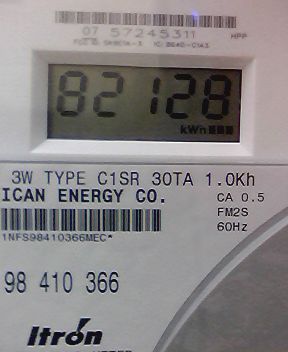 07 57245311
HPP
82128
kWh
3W TYPE C1SR 30TA 1.0Kh
ICAN ENERGY CO.
CA 0.5
FM2S
60Hz
1NFS98410366MEC*
98 410 366
Itron